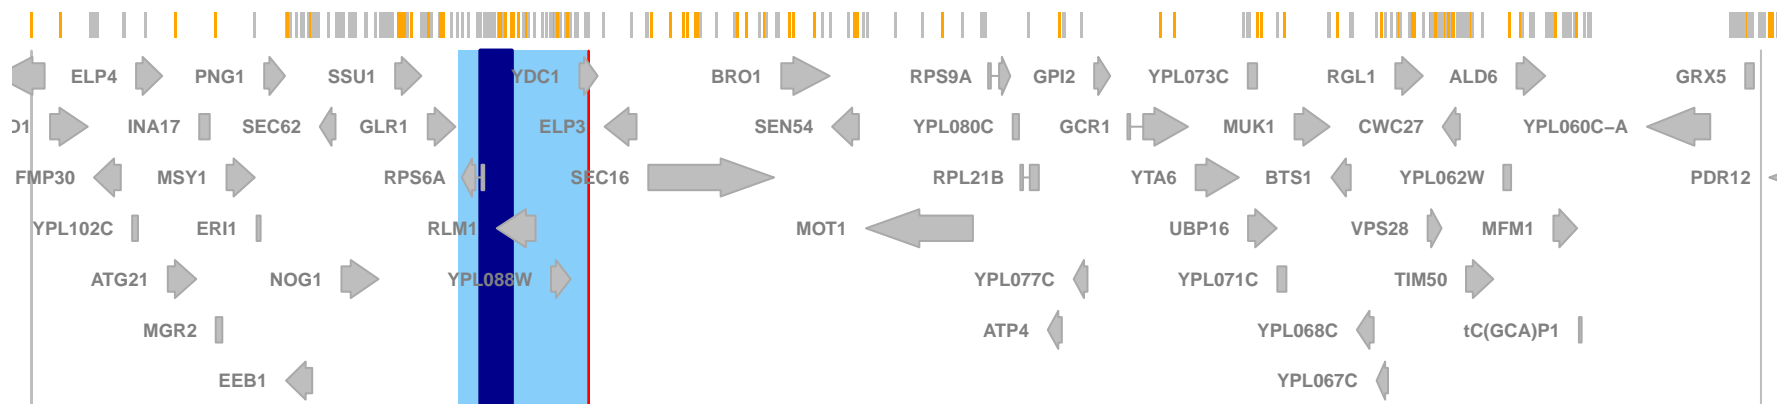 ELP4 PNG1 SSU1 YDC1 BRO1 RPS9A GPI2 YPL073C RGL1 ALD6 GRX5
INA17 SEC62 GLR1 ELP3 SEN54 YPL080C GCR1 MUK1 CWC27 YPL060C−A
FMP30 MSY1 RPS6A SEC16 RPL21B YTA6 BTS1 YPL062W PDR12
YPL102C ERI1 RLM1 MOT1 UBP16 VPS28 MFM1
ATG21 NOG1 YPL088W YPL077C YPL071C TIM50
MGR2 ATP4 YPL068C tC(GCA)P1
EEB1 YPL067C